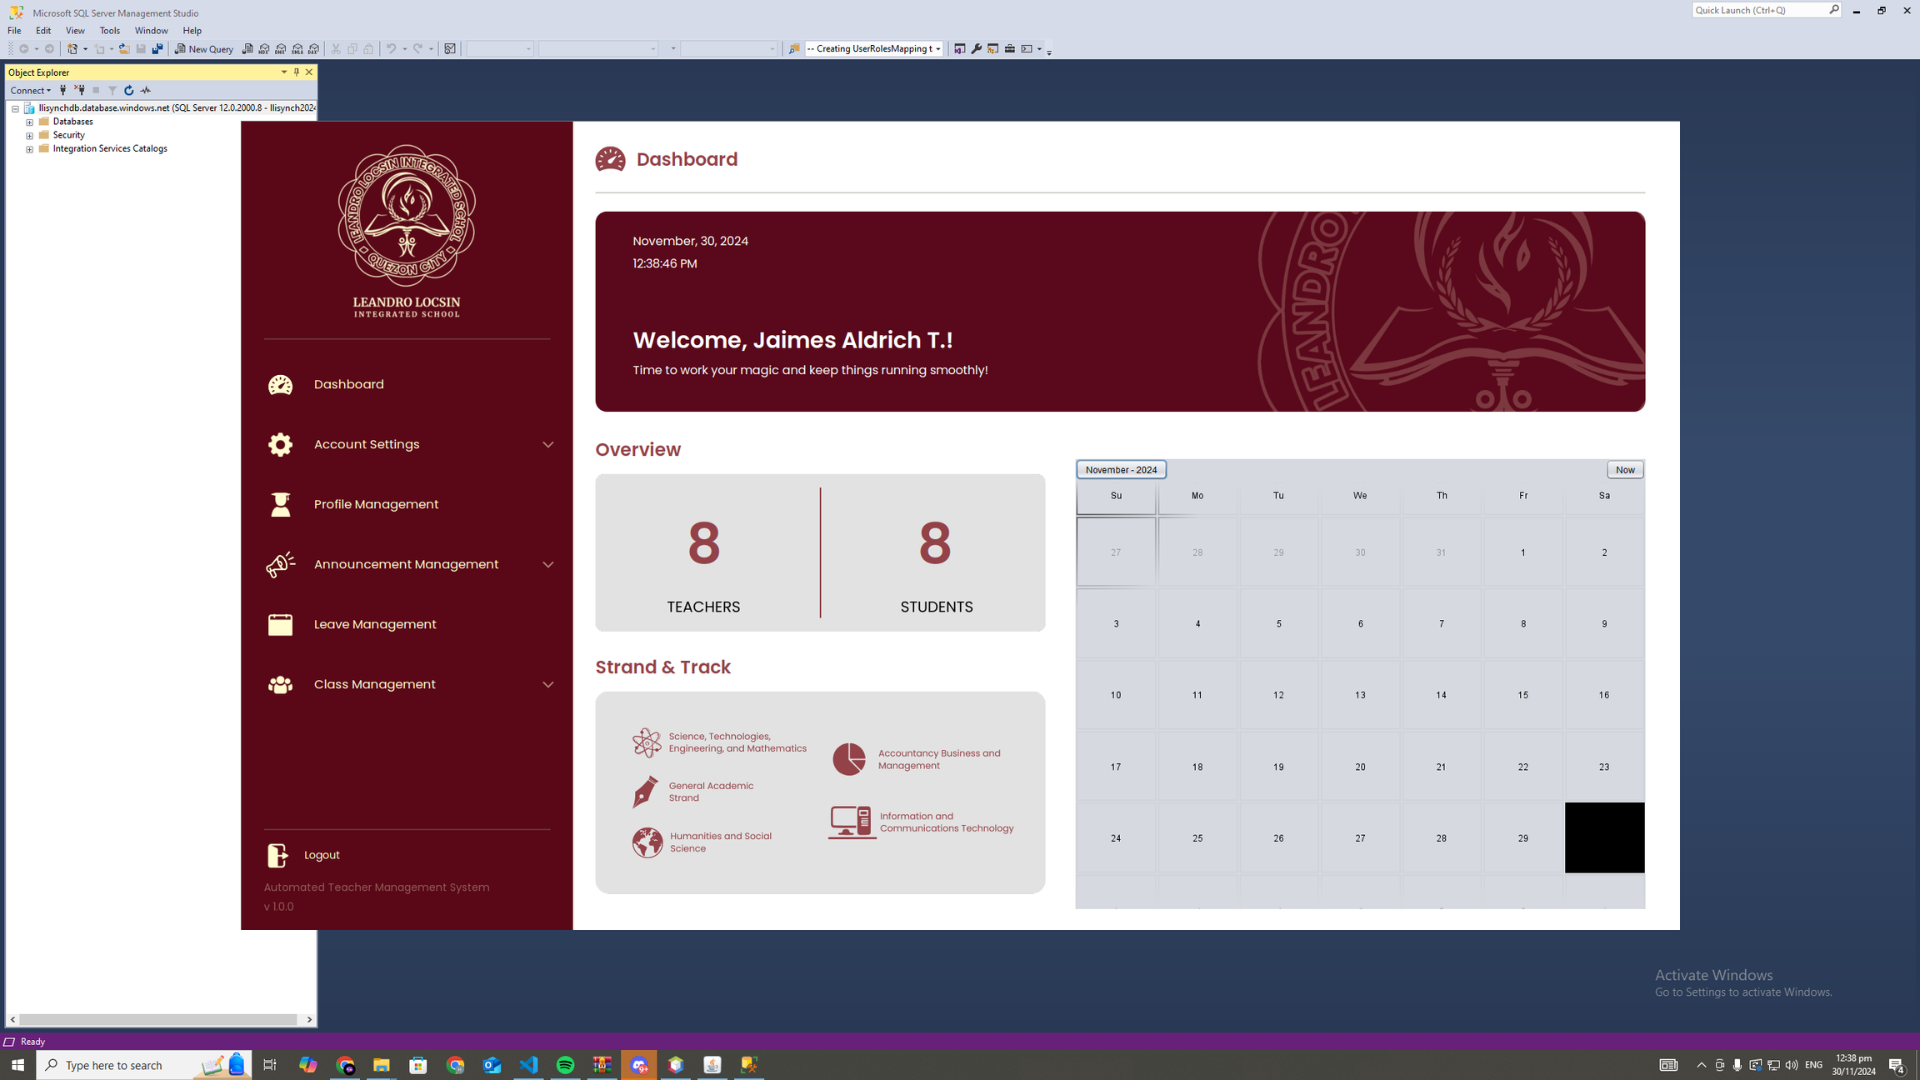 Microsoft SQL Server Management Studio
Quick Launch (Ctrl+Q)
File Edit View Tools Window Help
New Query
-- Creating UserRolesMapping t
Object Explorer
Connect
llisynchdb.database.windows.net (SQL Server 12.0.2000.8 - llisynch2024
Databases
Security
Integration Services Catalogs
LEANDRO LOCSIN INTEGRATED SCHOOL
QUEZON CITY
LEANDRO LOCSIN
INTEGRATED SCHOOL
Dashboard
Account Settings
Profile Management
Announcement Management
Leave Management
Class Management
Logout
Automated Teacher Management System
v 1.0.0
Dashboard
November, 30, 2024
12:38:46 PM
Welcome, Jaimes Aldrich T.!
Time to work your magic and keep things running smoothly!
LEANDRO
Overview
8
TEACHERS
8
STUDENTS
Strand & Track
Science, Technologies,
Engineering, and Mathematics
General Academic
Strand
Humanities and Social
Science
Accountancy Business and
Management
Information and
Communications Technology
November - 2024 Now
Su Mo Tu We Th Fr Sa
27 28 29 30 31 1 2
3 4 5 6 7 8 9
10 11 12 13 14 15 16
17 18 19 20 21 22 23
24 25 26 27 28 29
Activate Windows
Go to Settings to activate Windows.
Ready
Type here to search
ENG
12:38 pm
30/11/2024
4